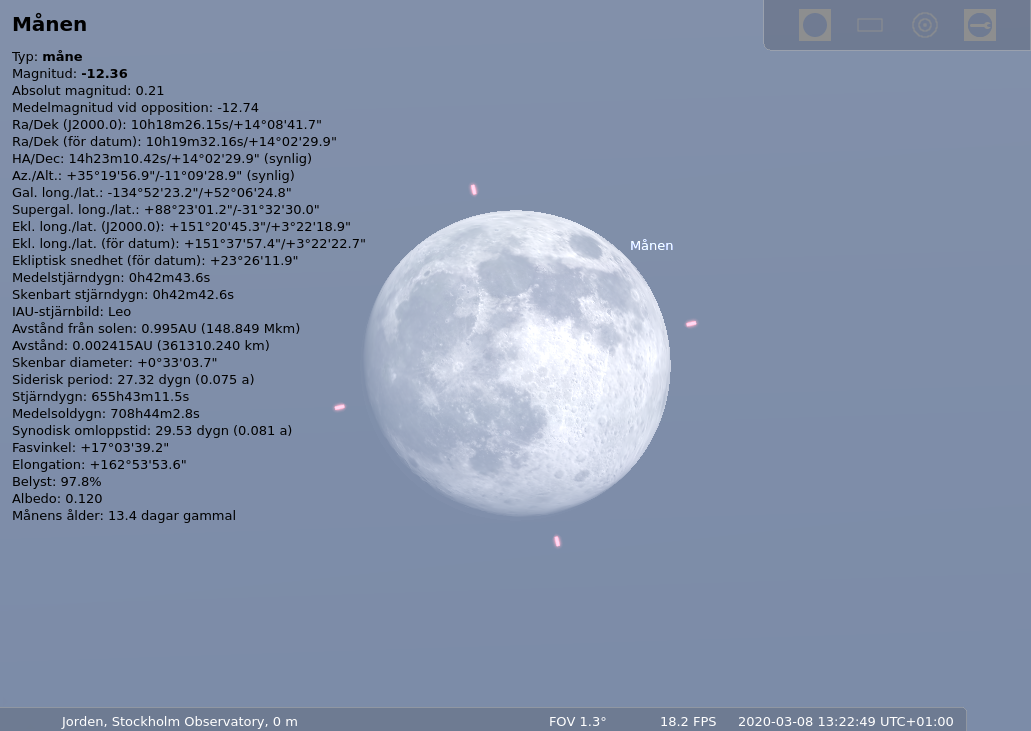 Månen
Typ: måne
Magnitud: -12.36
Absolut magnitud: 0.21
Medelmagnitud vid opposition: -12.74
Ra/Dek (J2000.0): 10h18m26.15s/+14°08'41.7"
Ra/Dek (för datum): 10h19m32.16s/+14°02'29.9"
HA/Dec: 14h23m10.42s/+14°02'29.9" (synlig)
Az./Alt.: +35°19'56.9"/-11°09'28.9" (synlig)
Gal. long./lat.: -134°52'23.2"/+52°06'24.8"
Supergal. long./lat.: +88°23'01.2"/-31°32'30.0"
Ekl. long./lat. (J2000.0): +151°20'45.3"/+3°22'18.9"
Ekl. long./lat. (för datum): +151°37'57.4"/+3°22'22.7"
Ekliptisk snedhet (för datum): +23°26'11.9"
Medelstjärndygn: 0h42m43.6s
Skenbart stjärndygn: 0h42m42.6s
IAU-stjärnbild: Leo
Avstånd från solen: 0.995AU (148.849 Mkm)
Avstånd: 0.002415AU (361310.240 km)
Skenbar diameter: +0°33'03.7"
Siderisk period: 27.32 dygn (0.075 a)
Stjärndygn: 655h43m11.5s
Medelsoldygn: 708h44m2.8s
Synodisk omloppstid: 29.53 dygn (0.081 a)
Fasvinkel: +17°03'39.2"
Elongation: +162°53'53.6"
Belyst: 97.8%
Albedo: 0.120
Månens ålder: 13.4 dagar gammal
Månen
Jorden, Stockholm Observatory, 0 m FOV 1.3° 18.2 FPS 2020-03-08 13:22:49 UTC+01:00